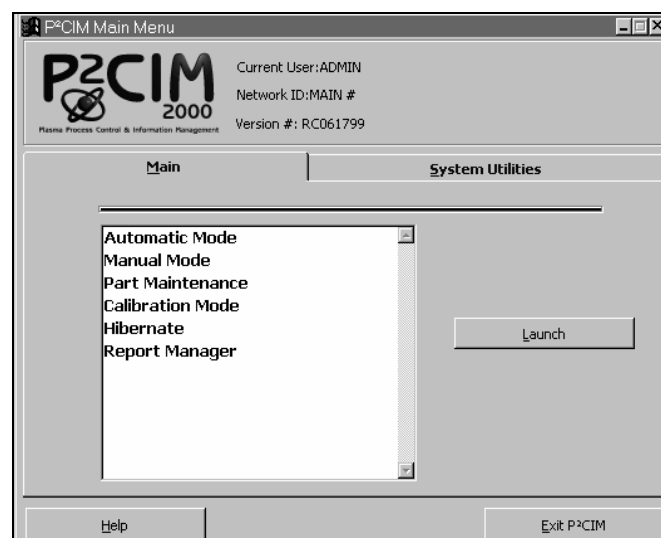 P²CIM Main Menu
P2CIM
2000
Plasma Process Control & Information Management
Current User:ADMIN
Network ID:MAIN #
Version #: RC061799
Main
System Utilities
Automatic Mode
Manual Mode
Part Maintenance
Calibration Mode
Hibernate
Report Manager
Launch
Help
Exit P²CIM